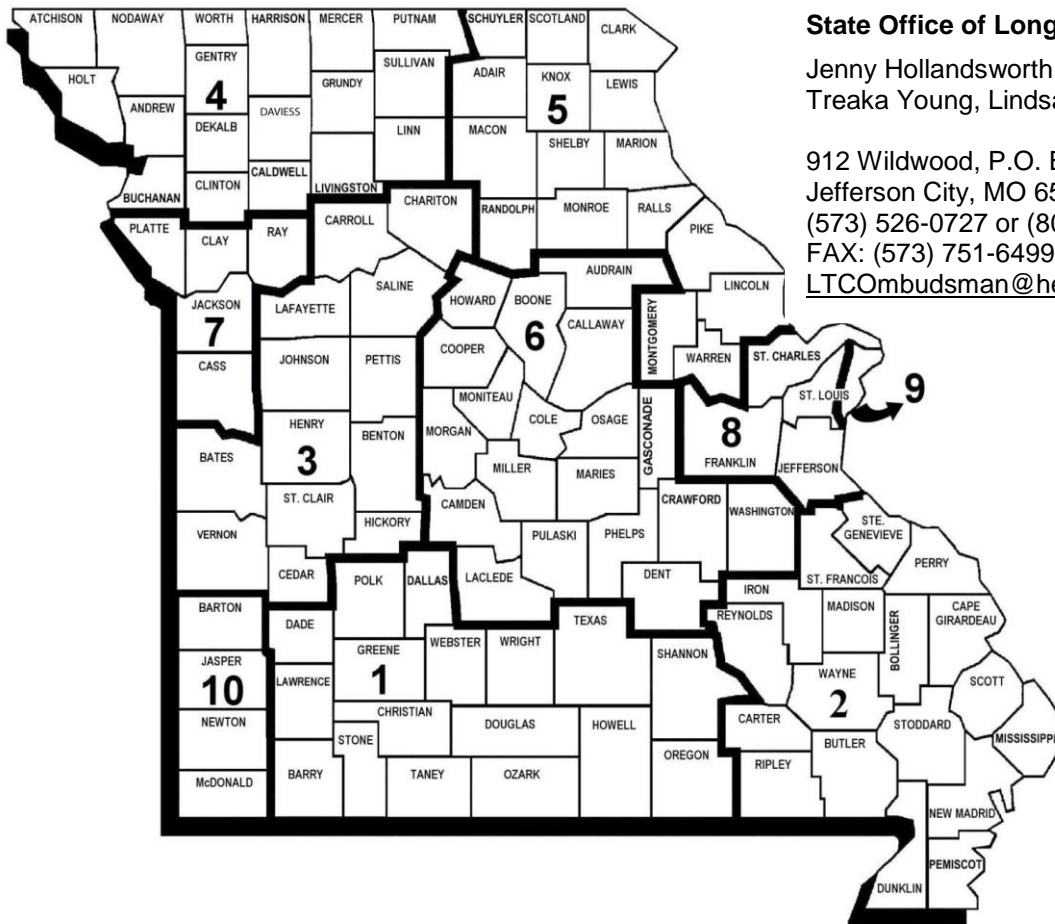 State Office of Long
Jenny Hollandsworth
Treaka Young, Lindsa
912 Wildwood, P.O. B
Jefferson City, MO 65
(573) 526-0727 or (80
FAX: (573) 751-6499
LTCOmbudsman@he
ATCHISON NODAWAY WORTH HARRISON MERCER PUTNAM SCHUYLER SCOTLAND CLARK
HOLT GENTRY SULLIVAN ADAIR KNOX LEWIS
4 GRUNDY 5
ANDREW DEKALB DAVIESS LINN MACON SHELBY MARION
BUCHANAN CLINTON CALDWELL LIVINGSTON CHARITON RANDOLPH MONROE RALLS
PLATTE CLAY RAY CARROLL PIKE
JACKSON LAFAYETTE SALINE HOWARD BOONE AUDRAIN LINCOLN
7 6 CALLAWAY MONTGOMERY
CASS JOHNSON PETTIS COOPER WARREN ST. CHARLES
MONITEAU ST. LOUIS 9
HENRY BENTON MORGAN COLE OSAGE GASCONADE 8
BATES 3 MILLER MARIES FRANKLIN JEFFERSON
ST. CLAIR CAMDEN CRAWFORD WASHINGTON
VERNON HICKORY PULASKI PHELPS STE.
GENEVIEVE
CEDAR POLK DALLAS LACLEDE DENT ST. FRANCOIS PERRY
BARTON DADE TEXAS IRON
REYNOLDS MADISON BOLLINGER CAPE
GIRARDEAU
JASPER GREENE WEBSTER WRIGHT SHANNON WAYNE SCOTT
10 LAWRENCE 1 2
NEWTON CHRISTIAN DOUGLAS HOWELL CARTER STODDARD MISSISSIPPI
STONE BUTLER
McDONALD BARRY TANEY OZARK OREGON RIPLEY
NEW MADRID
PEMISCOT
DUNKLIN